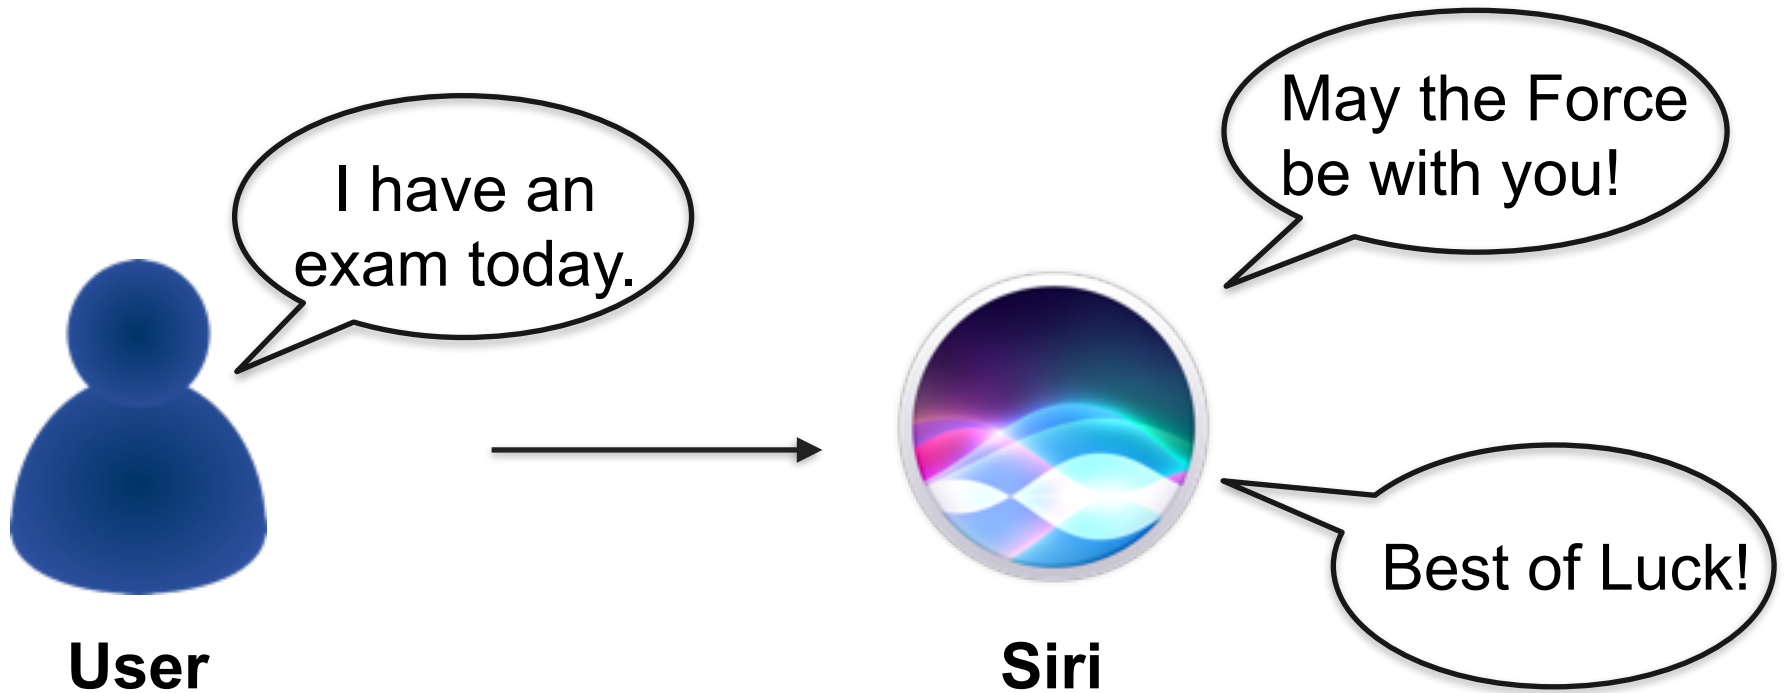 I have an
exam today.
May the Force
be with you!
Best of Luck!
User
Siri